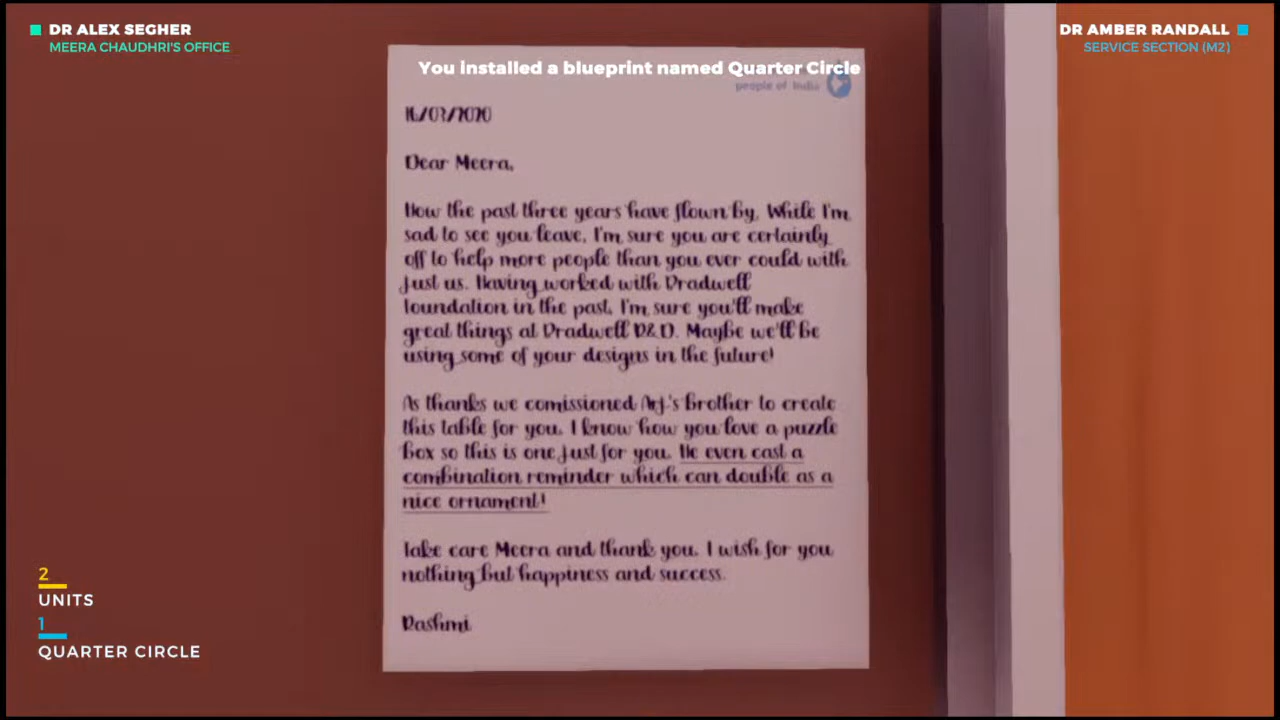 DR ALEX SEGHER
MEERA CHAUDHRI'S OFFICE
DR AMBER RANDALL
SERVICE SECTION (M2)
You installed a blueprint named Quarter Circle
people of India
16/03/2020
Dear Meera,
How the past three years have flown by. While I'm
sad to see you leave, I'm sure you are certainly
off to help more people than you ever could with
just us. Having worked with Bradwell
Foundation in the past, I'm sure you'll make
great things at Bradwell R&D. Maybe we'll be
using some of your designs in the future!
As thanks we comissioned Arj's brother to create
this table for you. I know how you love a puzzle
box so this is one just for you. He even cast a
combination reminder which can double as a
nice ornament!
Take care Meera and thank you. I wish for you
nothing but happiness and success.
Rashmi
2
UNITS
1
QUARTER CIRCLE